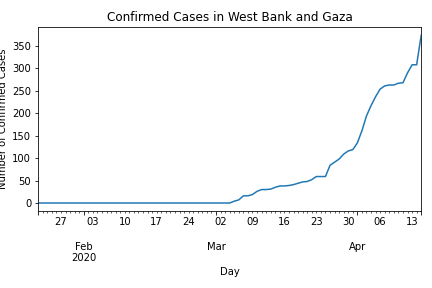 Confirmed Cases in West Bank and Gaza
Number of Confirmed Cases
350
300
250
200
150
100
50
0
27 03 10 17 24 02 09 16 23 30 06 13
Feb Mar Apr
2020
Day